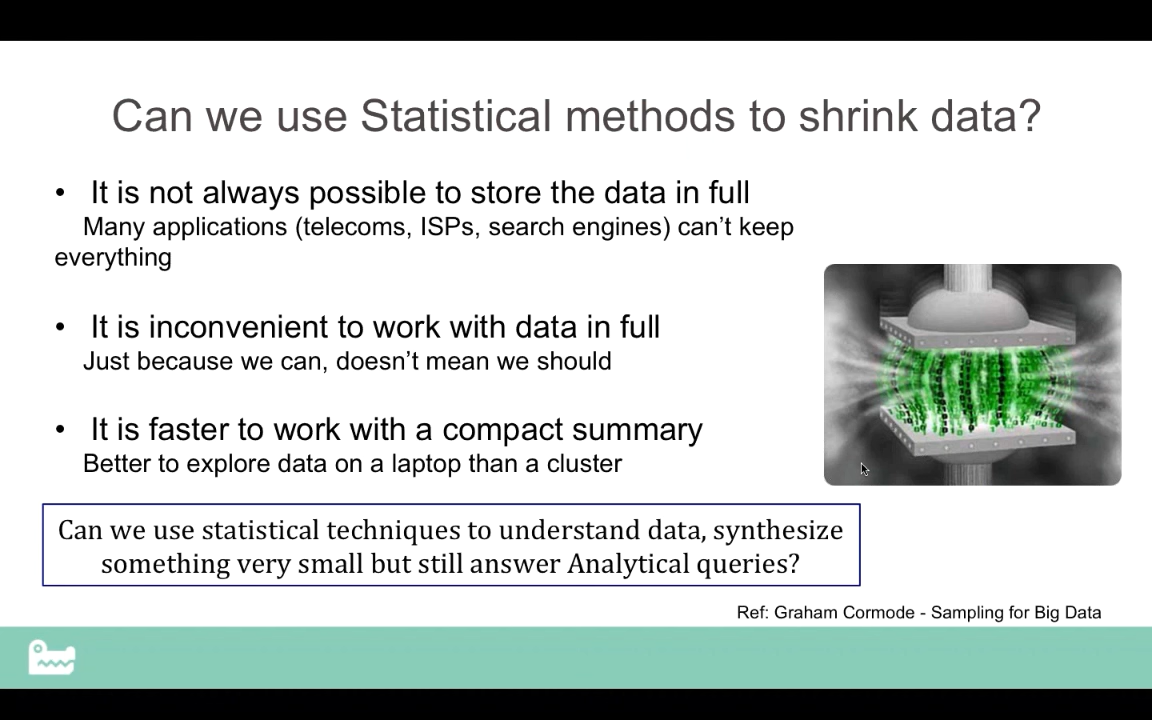 Can we use Statistical methods to shrink data?
• It is not always possible to store the data in full
Many applications (telecoms, ISPs, search engines) can’t keep
everything
• It is inconvenient to work with data in full
Just because we can, doesn’t mean we should
• It is faster to work with a compact summary
Better to explore data on a laptop than a cluster
Can we use statistical techniques to understand data, synthesize
something very small but still answer Analytical queries?
Ref: Graham Cormode - Sampling for Big Data